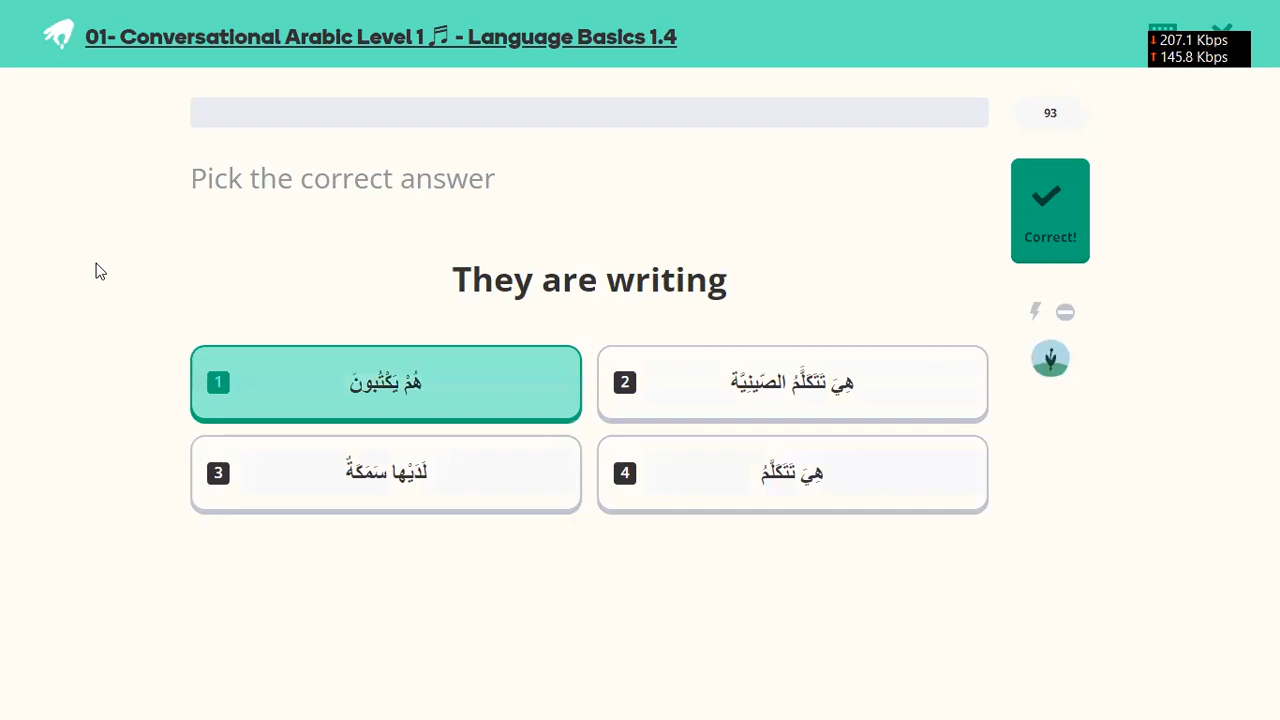 01- Conversational Arabic Level 1 🎵 - Language Basics 1.4
↓ 207.1 Kbps
↑ 145.8 Kbps
93
Pick the correct answer
Correct!
They are writing
1 هُمْ يَكْتُبونَ
2 هِيَ تَتَكَلَّمُ الصّينِيَّة
3 لَدَيْها سَمَكَةٌ
4 هِيَ تَتَكَلَّمُ